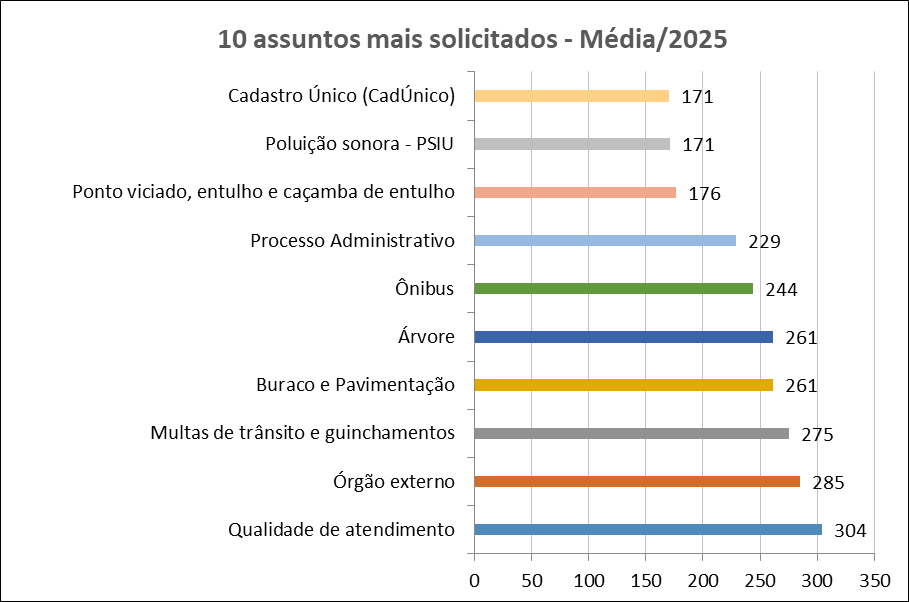 10 assuntos mais solicitados - Média/2025
Cadastro Único (CadÚnico) 171
Poluição sonora - PSIU 171
Ponto viciado, entulho e caçamba de entulho 176
Processo Administrativo 229
Ônibus 244
Árvore 261
Buraco e Pavimentação 261
Multas de trânsito e guinchamentos 275
Órgão externo 285
Qualidade de atendimento 304
0 50 100 150 200 250 300 350